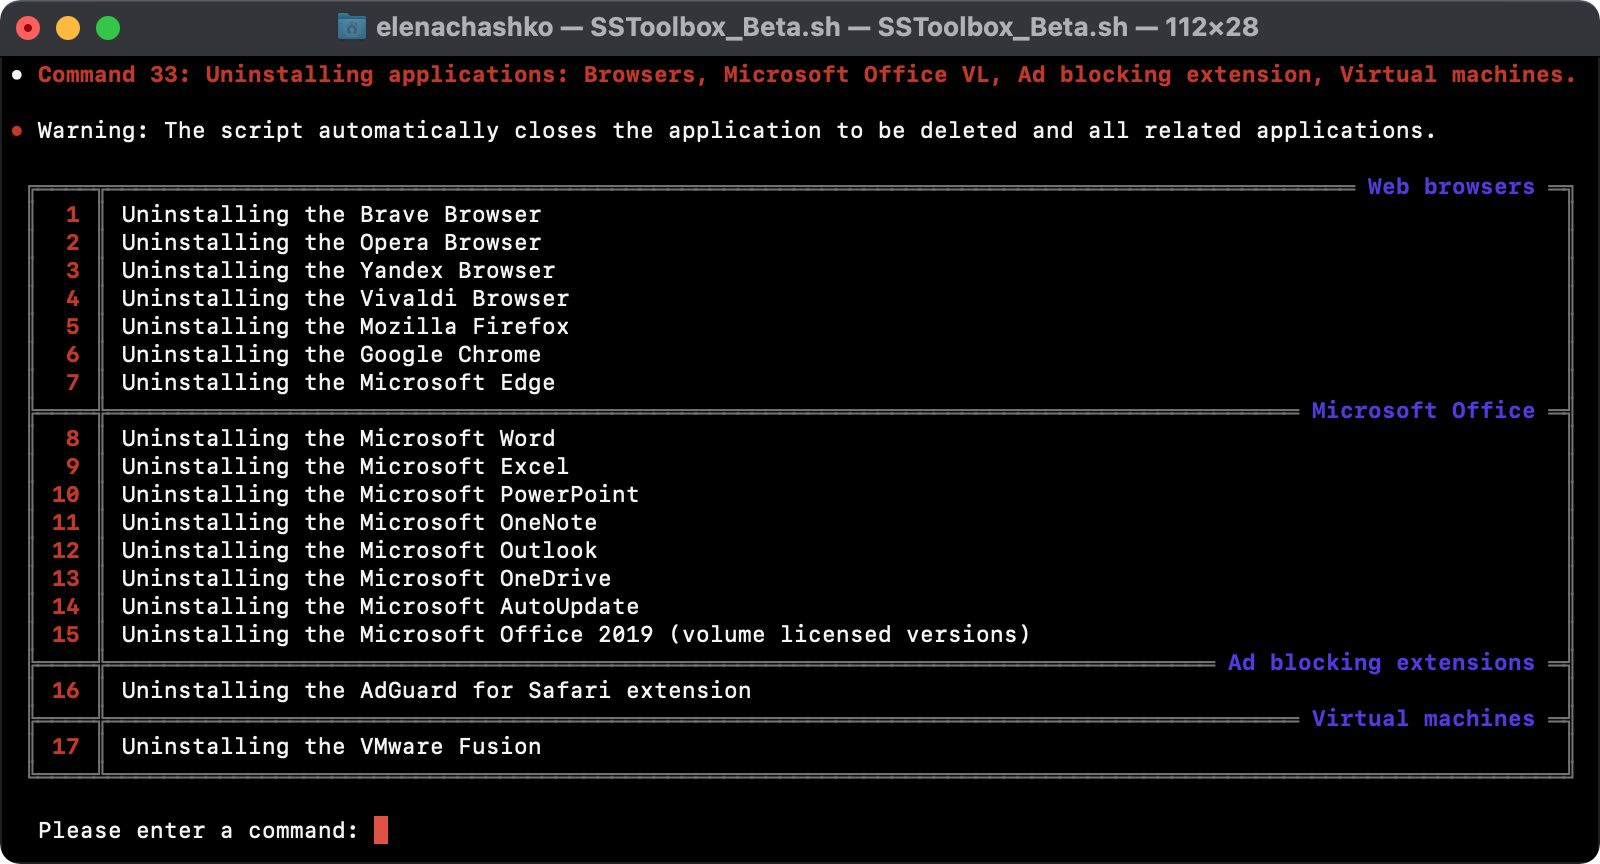 elenachashko — SSToolbox_Beta.sh — SSToolbox_Beta.sh — 112×28
• Command 33: Uninstalling applications: Browsers, Microsoft Office VL, Ad blocking extension, Virtual machines.
• Warning: The script automatically closes the application to be deleted and all related applications.
Web browsers
1 Uninstalling the Brave Browser
2 Uninstalling the Opera Browser
3 Uninstalling the Yandex Browser
4 Uninstalling the Vivaldi Browser
5 Uninstalling the Mozilla Firefox
6 Uninstalling the Google Chrome
7 Uninstalling the Microsoft Edge
Microsoft Office
8 Uninstalling the Microsoft Word
9 Uninstalling the Microsoft Excel
10 Uninstalling the Microsoft PowerPoint
11 Uninstalling the Microsoft OneNote
12 Uninstalling the Microsoft Outlook
13 Uninstalling the Microsoft OneDrive
14 Uninstalling the Microsoft AutoUpdate
15 Uninstalling the Microsoft Office 2019 (volume licensed versions)
Ad blocking extensions
16 Uninstalling the AdGuard for Safari extension
Virtual machines
17 Uninstalling the VMware Fusion
Please enter a command: